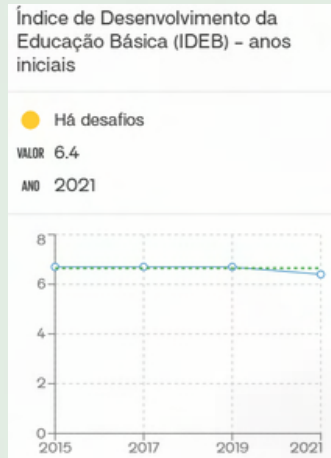 Índice de Desenvolvimento da
Educação Básica (IDEB) – anos
iniciais
Há desafios
VALOR 6.4
ANO 2021
8
6
4
2
0
2015 2017 2019 2021